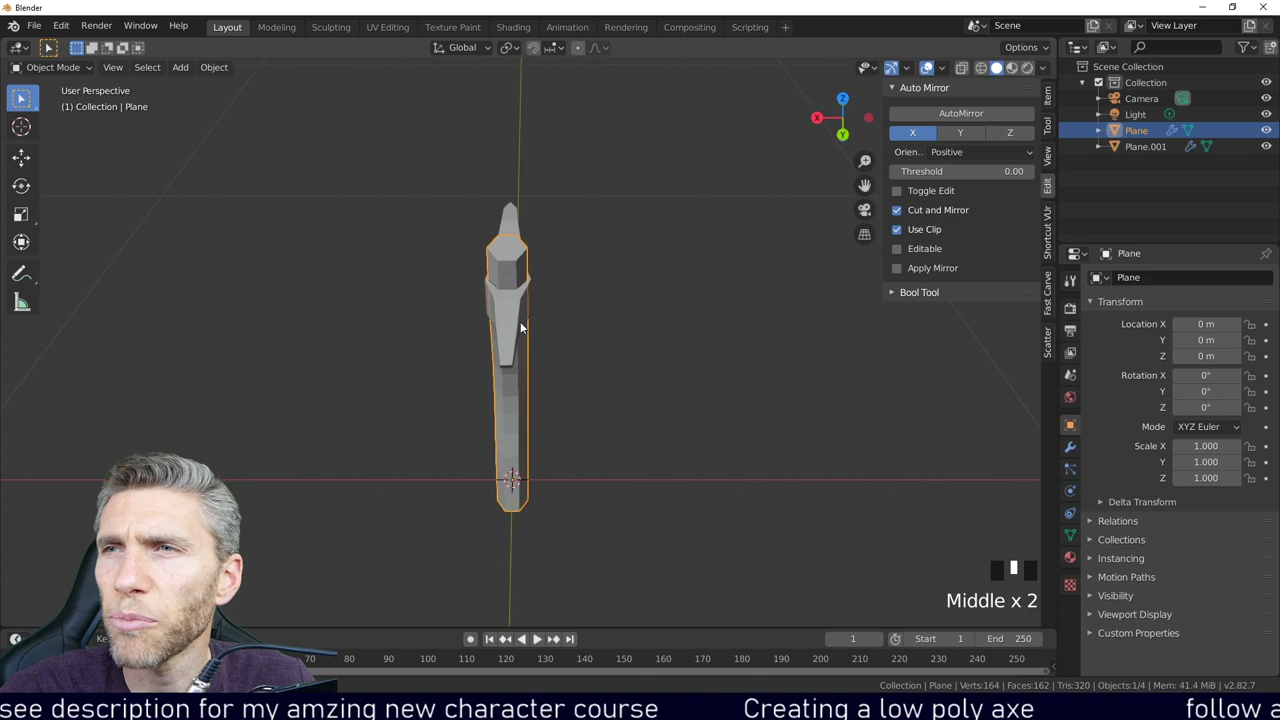 Blender
File Edit Render Window Help Layout Modeling Sculpting UV Editing Texture Paint Shading Animation Rendering Compositing Scripting + Scene View Layer
Global Options
Object Mode View Select Add Object
User Perspective
(1) Collection | Plane
X
Z
Y
Auto Mirror
AutoMirror
X Y Z
Orien.. Positive
Threshold 0.00
Toggle Edit
Cut and Mirror
Use Clip
Editable
Apply Mirror
Bool Tool
Item
Tool
View
Edit
Shortcut VUr
Fast Carve
Scatter
Scene Collection
Collection
Camera
Light
Plane
Plane.001
Plane
Plane
Transform
Location X 0 m
Y 0 m
Z 0 m
Rotation X 0°
Y 0°
Z 0°
Mode XYZ Euler
Scale X 1.000
Y 1.000
Z 1.000
Delta Transform
Relations
Collections
Instancing
Motion Paths
Visibility
Viewport Display
Custom Properties
Middle x 2
1 Start 1 End 250
70 80 90 100 110 120 130 140 150 160 170 180 190 200 210 220 230 240 250
Collection | Plane | Verts:164 | Faces:162 | Tris:320 | Objects:1/4 | Mem: 41.4 MiB | v2.82.7
see description for my amzing new character course Creating a low poly axe follow a